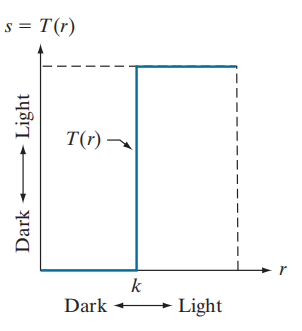 s = T(r)
Dark ⟷ Light
T(r)
r
k
Dark ⟷ Light